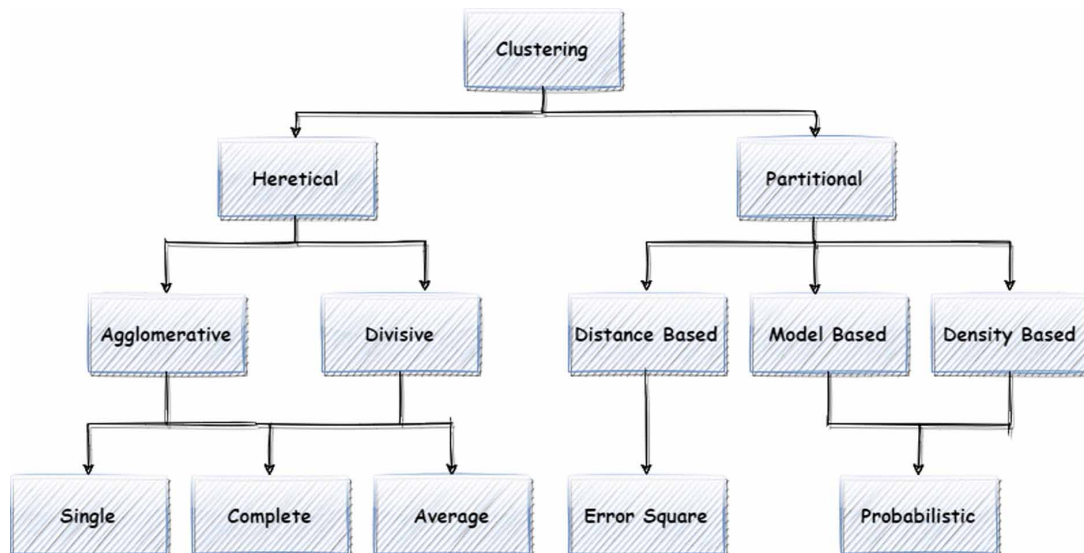 Clustering
Heretical
Partitional
Agglomerative
Divisive
Distance Based
Model Based
Density Based
Single
Complete
Average
Error Square
Probabilistic